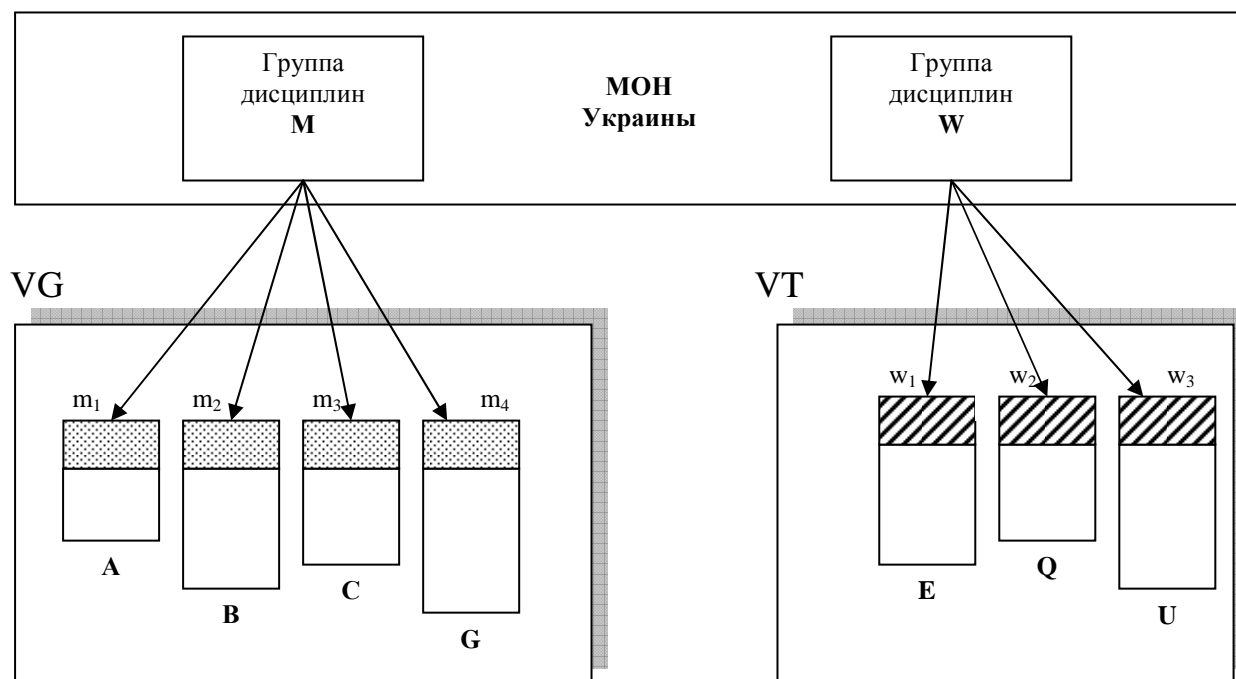 Группа
дисциплин
M
МОН
Украины
Группа
дисциплин
W
VG
VT
m₁
m₂
m₃
m₄
w₁
w₂
w₃
A
B
C
G
E
Q
U